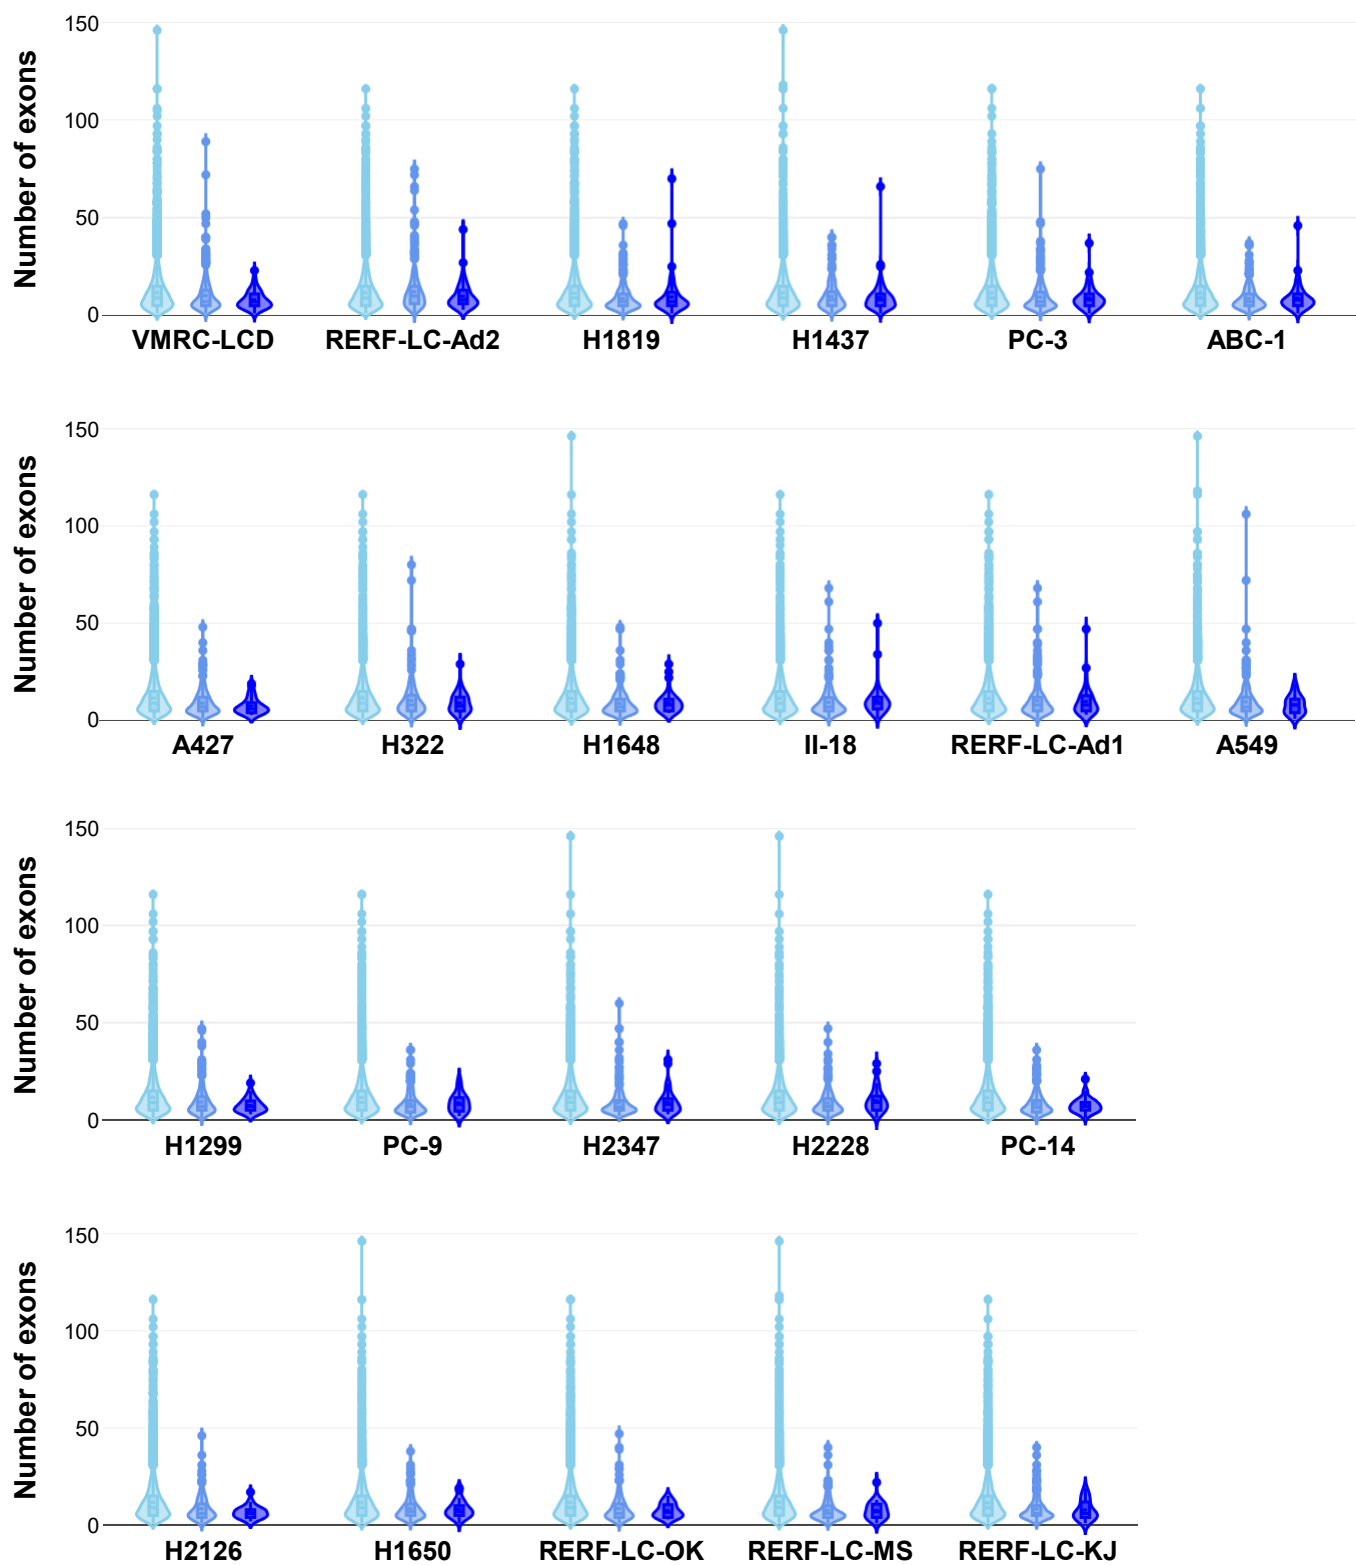 Number of exons
150
100
50
0
VMRC-LCD RERF-LC-Ad2 H1819 H1437 PC-3 ABC-1
Number of exons
150
100
50
0
A427 H322 H1648 II-18 RERF-LC-Ad1 A549
Number of exons
150
100
50
0
H1299 PC-9 H2347 H2228 PC-14
Number of exons
150
100
50
0
H2126 H1650 RERF-LC-OK RERF-LC-MS RERF-LC-KJ